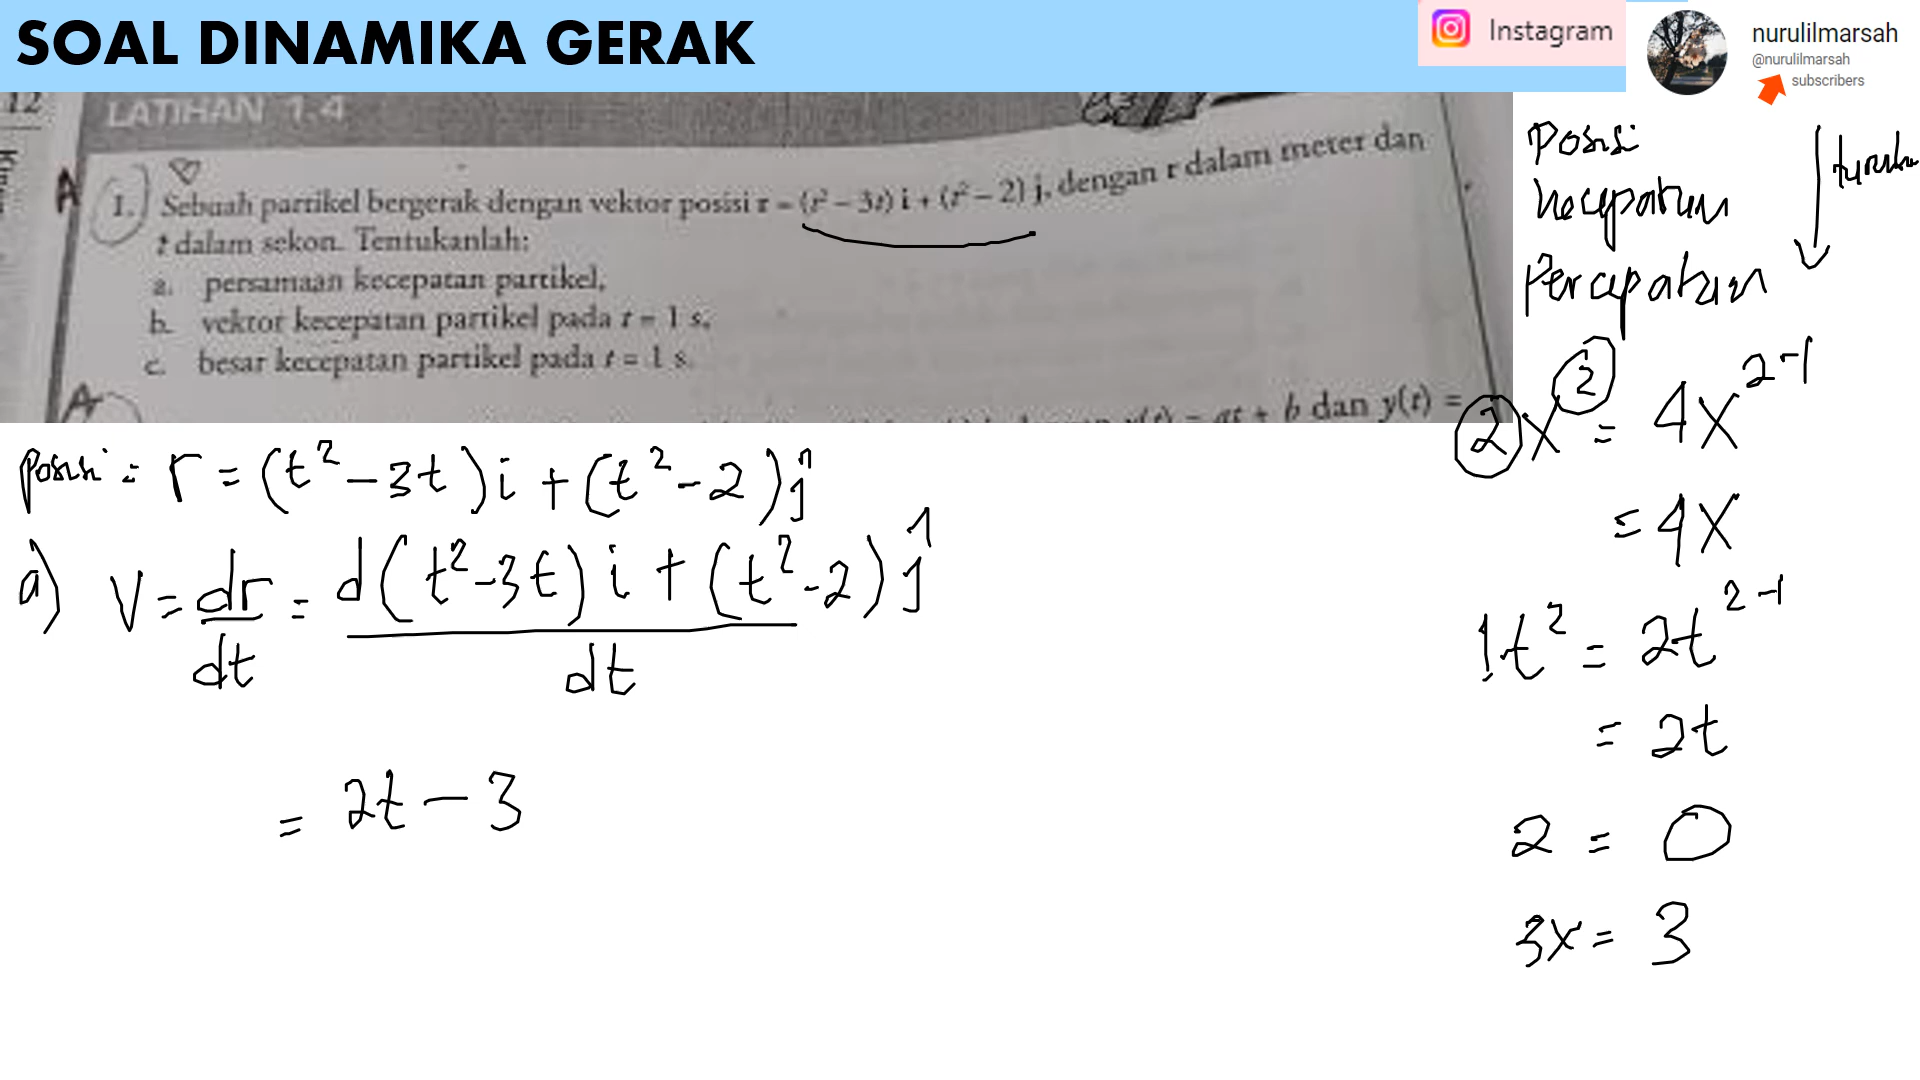 SOAL DINAMIKA GERAK
Instagram
nurulilmarsah
@nurulilmarsah
subscribers
12
LATIHAN 1.4
A
1. Sebuah partikel bergerak dengan vektor posisi r = (t² – 3t) i + (t² – 2) j, dengan r dalam meter dan
t dalam sekon. Tentukanlah:
a. persamaan kecepatan partikel,
b. vektor kecepatan partikel pada t = 1 s,
c. besar kecepatan partikel pada t = 1 s.
A
b dan y(t) =
Posisi
kecepatan
Percepatan
2x² = 4x²⁻¹
= 4x
1t² = 2t²⁻¹
= 2t
2 = 0
3x = 3
posisi = r = (t² – 3t)i + (t² – 2)ĵ
a) V = dr/dt = d(t² – 3t)i + (t² – 2)ĵ / dt
= 2t – 3